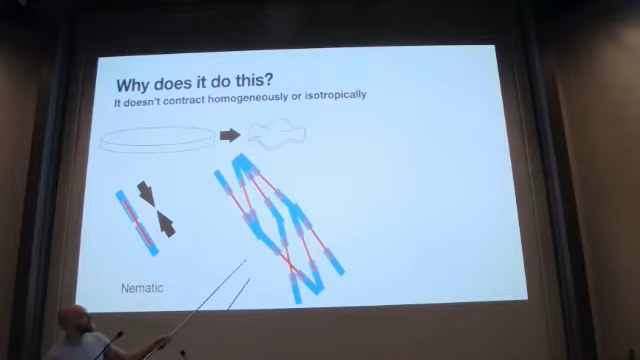 Why does it do this?
It doesn't contract homogeneously or isotropically
Nematic